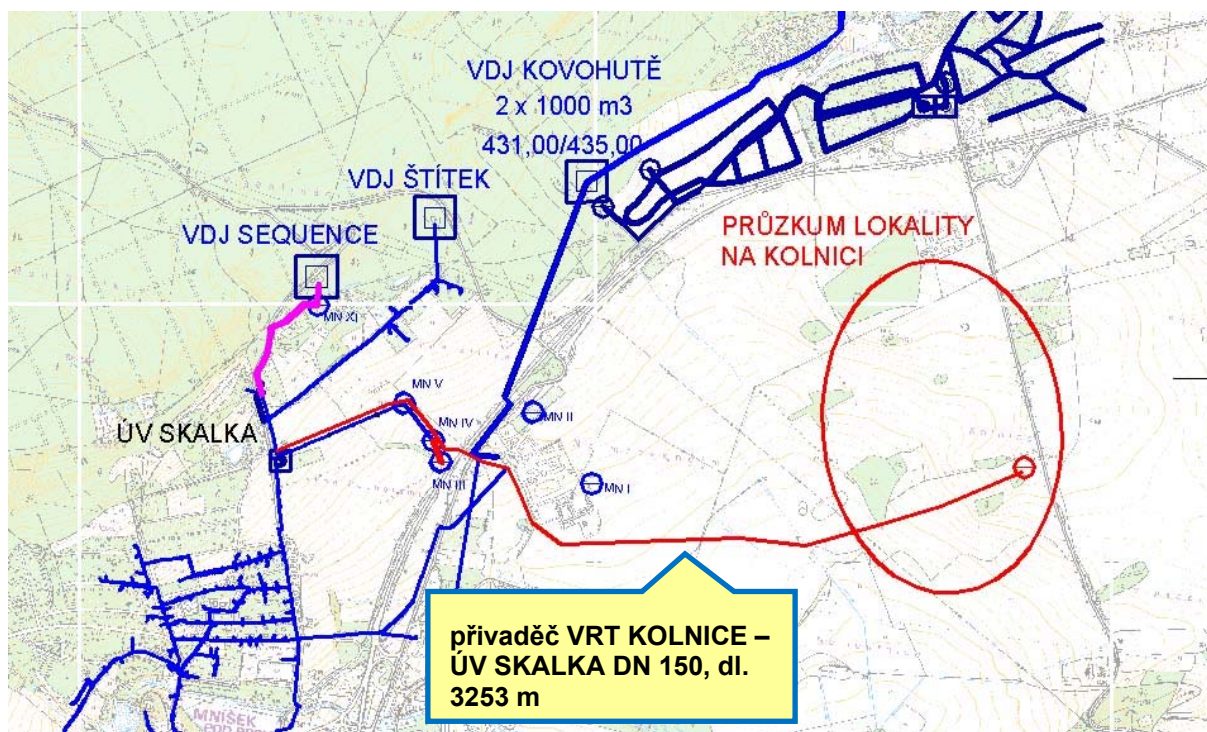 VDJ KOVOHUTĚ
2 x 1000 m3
431,00/435,00
VDJ ŠTÍTEK
VDJ SEQUENCE
PRŮZKUM LOKALITY
NA KOLNICI
MN XI
MN V
MN IV
MN II
ÚV SKALKA
MN III
MN I
přivaděč VRT KOLNICE –
ÚV SKALKA DN 150, dl.
3253 m
MNÍŠEK